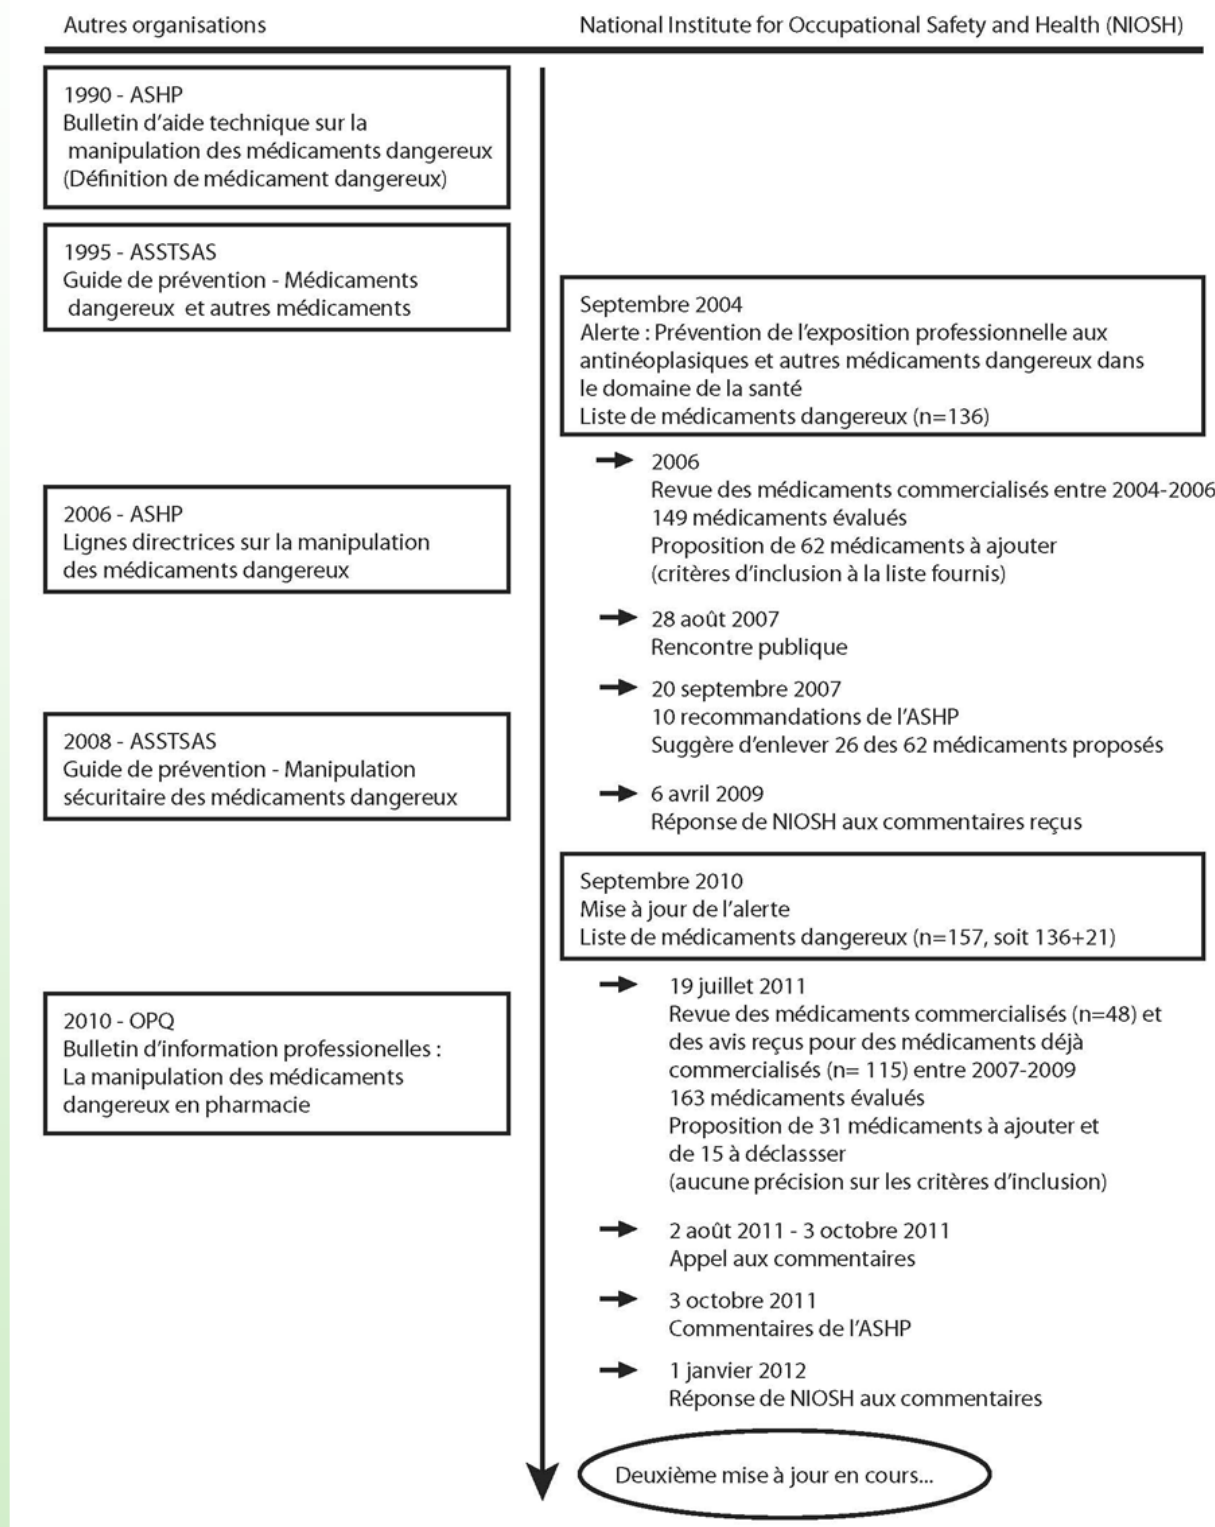 Autres organisations
National Institute for Occupational Safety and Health (NIOSH)
1990 - ASHP
Bulletin d'aide technique sur la
manipulation des médicaments dangereux
(Définition de médicament dangereux)
1995 - ASSTSAS
Guide de prévention - Médicaments
dangereux et autres médicaments
Septembre 2004
Alerte : Prévention de l'exposition professionnelle aux
antinéoplasiques et autres médicaments dangereux dans
le domaine de la santé
Liste de médicaments dangereux (n=136)
2006
Revue des médicaments commercialisés entre 2004-2006
149 médicaments évalués
Proposition de 62 médicaments à ajouter
(critères d'inclusion à la liste fournis)
2006 - ASHP
Lignes directrices sur la manipulation
des médicaments dangereux
28 août 2007
Rencontre publique
20 septembre 2007
10 recommandations de l'ASHP
Suggère d'enlever 26 des 62 médicaments proposés
2008 - ASSTSAS
Guide de prévention - Manipulation
sécuritaire des médicaments dangereux
6 avril 2009
Réponse de NIOSH aux commentaires reçus
Septembre 2010
Mise à jour de l'alerte
Liste de médicaments dangereux (n=157, soit 136+21)
2010 - OPQ
Bulletin d'information professionelles :
La manipulation des médicaments
dangereux en pharmacie
19 juillet 2011
Revue des médicaments commercialisés (n=48) et
des avis reçus pour des médicaments déjà
commercialisés (n= 115) entre 2007-2009
163 médicaments évalués
Proposition de 31 médicaments à ajouter et
de 15 à déclassser
(aucune précision sur les critères d'inclusion)
2 août 2011 - 3 octobre 2011
Appel aux commentaires
3 octobre 2011
Commentaires de l'ASHP
1 janvier 2012
Réponse de NIOSH aux commentaires
Deuxième mise à jour en cours...